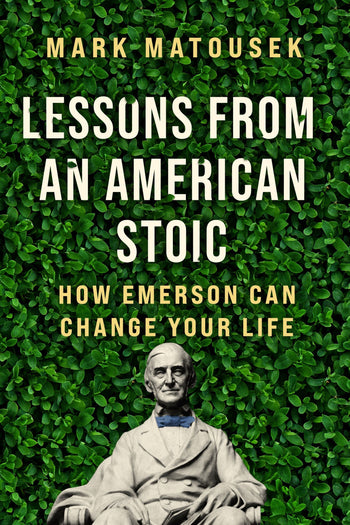 MARK MATOUSEK
LESSONS FROM
AN AMERICAN
STOIC
HOW EMERSON CAN
CHANGE YOUR LIFE